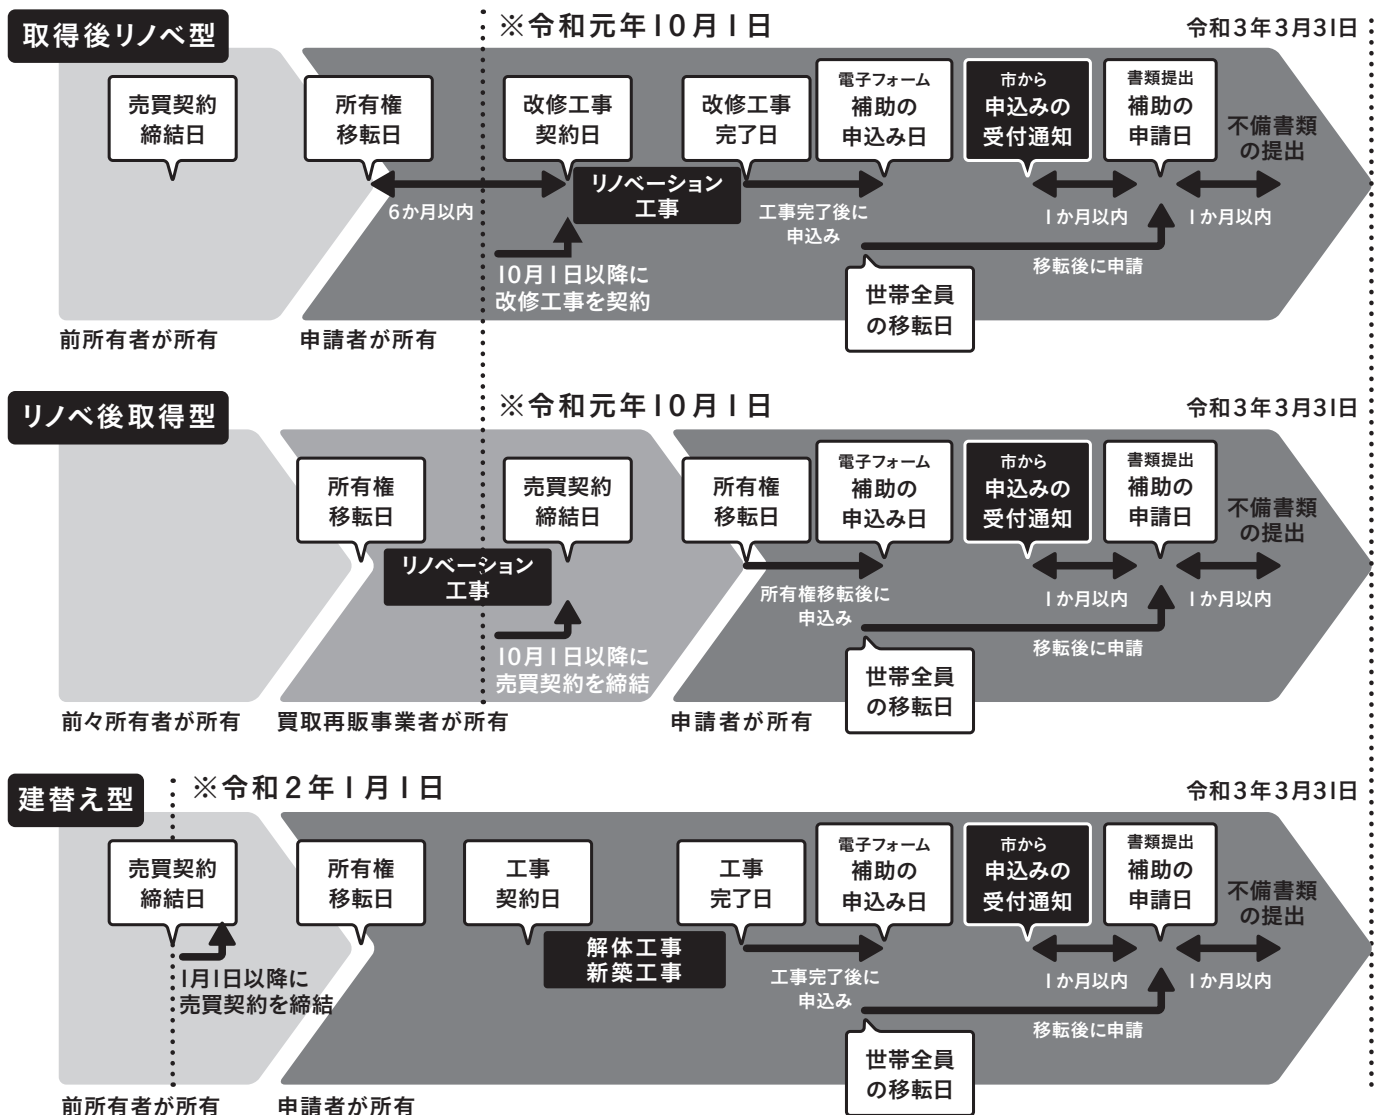 取得後リノベ型
※令和元年10月1日
令和3年3月31日
売買契約
締結日
所有権
移転日
改修工事
契約日
改修工事
完了日
電子フォーム
補助の
申込み日
市から
申込みの
受付通知
書類提出
補助の
申請日
不備書類
の提出
6か月以内
リノベーション
工事
工事完了後に
申込み
1か月以内
1か月以内
10月1日以降に
改修工事を契約
移転後に申請
世帯全員
の移転日
前所有者が所有
申請者が所有
リノベ後取得型
※令和元年10月1日
令和3年3月31日
所有権
移転日
売買契約
締結日
所有権
移転日
電子フォーム
補助の
申込み日
市から
申込みの
受付通知
書類提出
補助の
申請日
不備書類
の提出
リノベーション
工事
所有権移転後に
申込み
1か月以内
1か月以内
10月1日以降に
売買契約を締結
移転後に申請
世帯全員
の移転日
前々所有者が所有
買取再販事業者が所有
申請者が所有
建替え型
※令和2年1月1日
令和3年3月31日
売買契約
締結日
所有権
移転日
工事
契約日
工事
完了日
電子フォーム
補助の
申込み日
市から
申込みの
受付通知
書類提出
補助の
申請日
不備書類
の提出
1月1日以降に
売買契約を締結
解体工事
新築工事
工事完了後に
申込み
1か月以内
1か月以内
移転後に申請
世帯全員
の移転日
前所有者が所有
申請者が所有